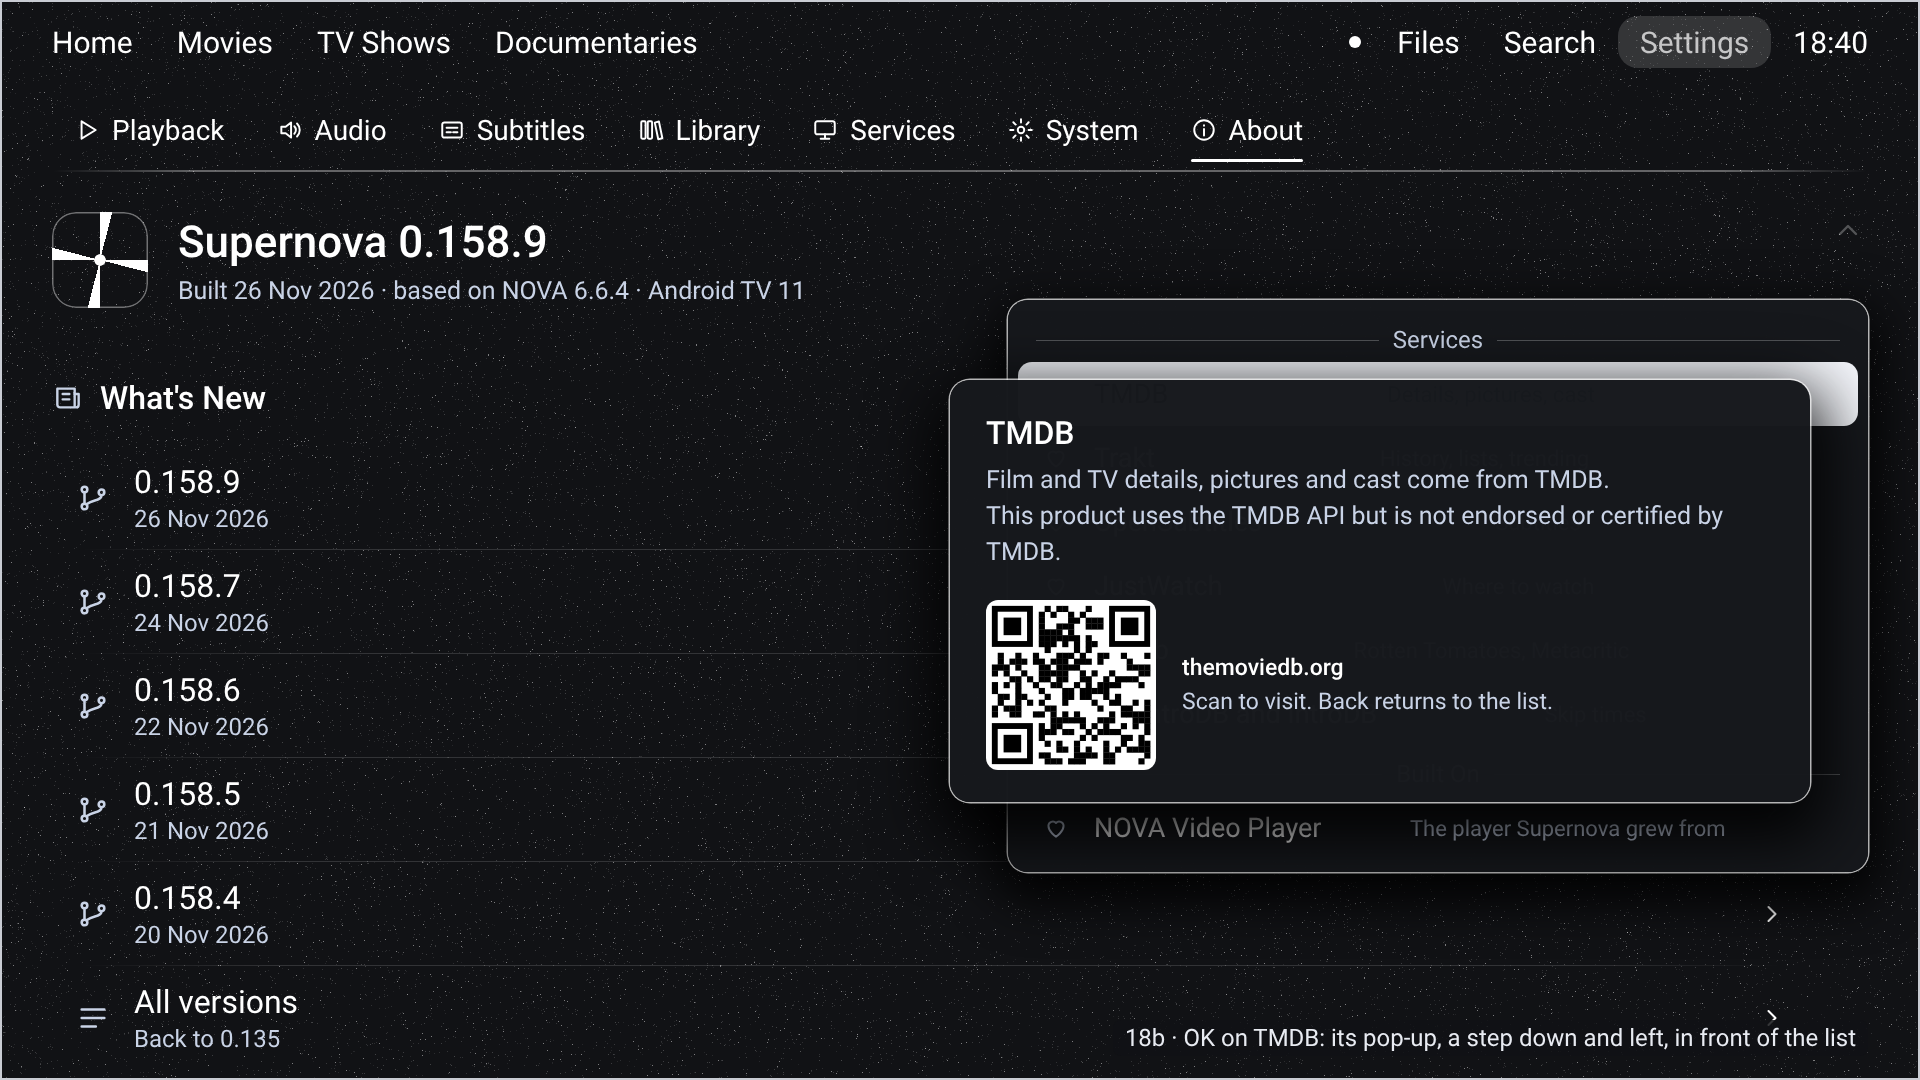 Home Movies TV Shows Documentaries Files Search Settings 18:40
Playback Audio Subtitles Library Services System About
Supernova 0.158.9
Built 26 Nov 2026 · based on NOVA 6.6.4 · Android TV 11
Services
What's New
TMDB
Film and TV details, pictures and cast come from TMDB.
This product uses the TMDB API but is not endorsed or certified by
TMDB.
JustWatch Where to watch
themoviedb.org
Scan to visit. Back returns to the list.
Built On
NOVA Video Player The player Supernova grew from
0.158.9
26 Nov 2026
0.158.7
24 Nov 2026
0.158.6
22 Nov 2026
0.158.5
21 Nov 2026
0.158.4
20 Nov 2026
All versions
Back to 0.135
18b · OK on TMDB: its pop-up, a step down and left, in front of the list